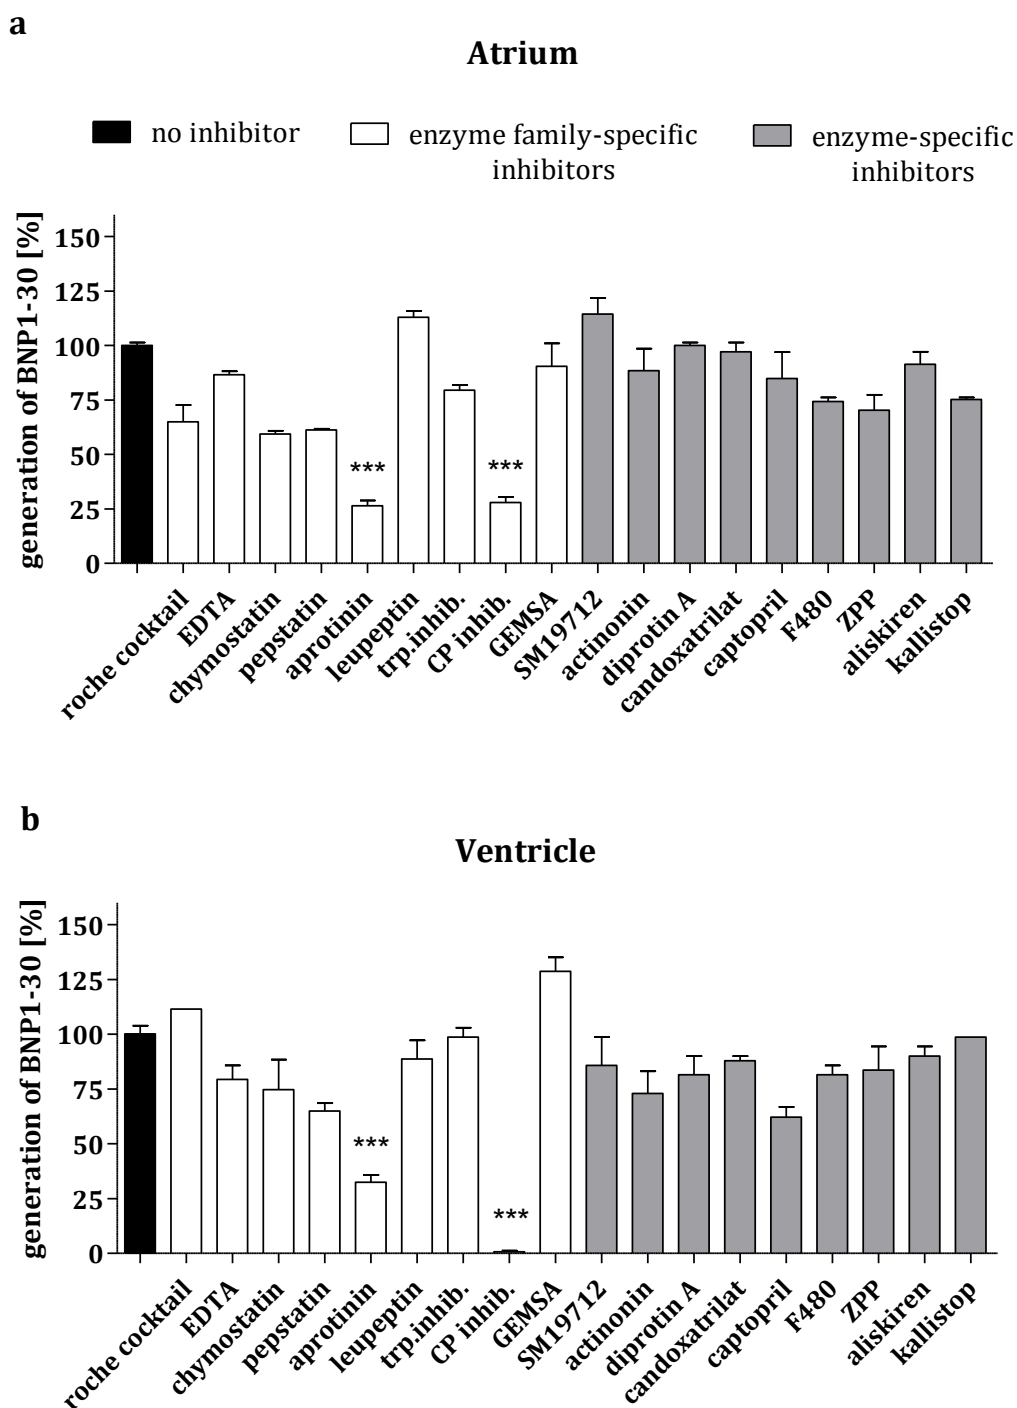 a
Atrium
no inhibitor
enzyme family-specific
inhibitors
enzyme-specific
inhibitors
generation of BNP1-30 [%]
150
125
100
75
50
25
0
***
***
roche cocktail
EDTA
chymostatin
pepstatin
aprotinin
leupeptin
trp.inhib.
CP inhib.
GEMSA
SM19712
actinonin
diprotin A
candoxatrilat
captopril
F480
ZPP
aliskiren
kallistop
b
Ventricle
generation of BNP1-30 [%]
150
125
100
75
50
25
0
***
***
roche cocktail
EDTA
chymostatin
pepstatin
aprotinin
leupeptin
trp.inhib.
CP inhib.
GEMSA
SM19712
actinonin
diprotin A
candoxatrilat
captopril
F480
ZPP
aliskiren
kallistop